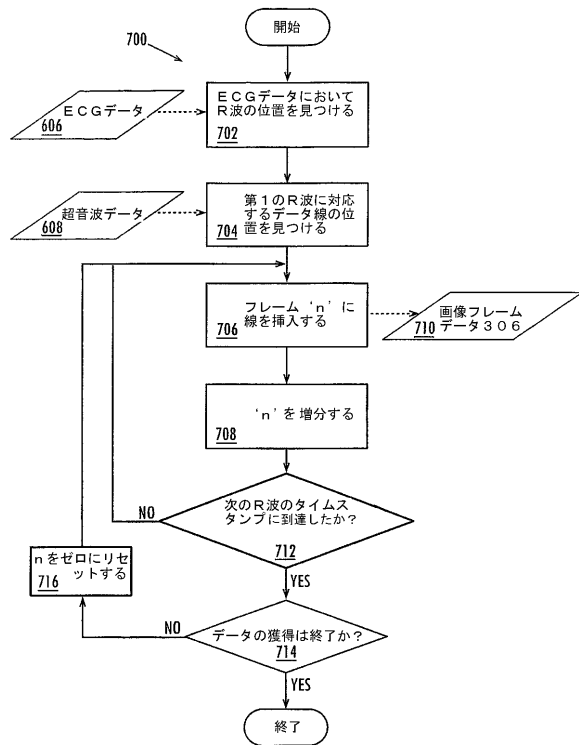 700
開始
ECGデータ
606
ECGデータにおいて
R波の位置を見つける
702
超音波データ
608
第1のR波に対応
するデータ線の位
置を見つける
704
フレーム‘n’に
線を挿入する
706
画像フレーム
データ306
710
‘n’を増分する
708
次のR波のタイムス
タンプに到達したか?
712
NO
YES
nをゼロにリセ
ットする
716
データの獲得は終了か?
714
NO
YES
終了